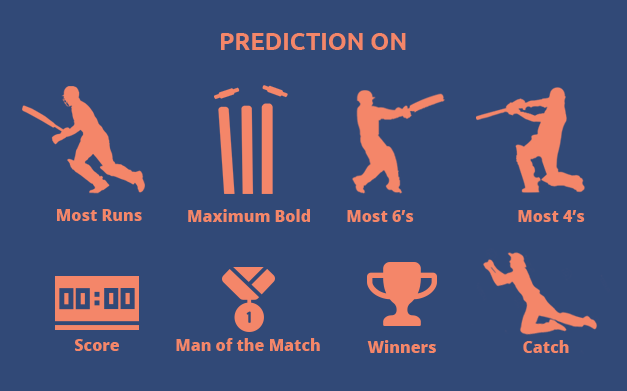 PREDICTION ON
Most Runs
Maximum Bold
Most 6's
Most 4's
00:00
1
Score
Man of the Match
Winners
Catch